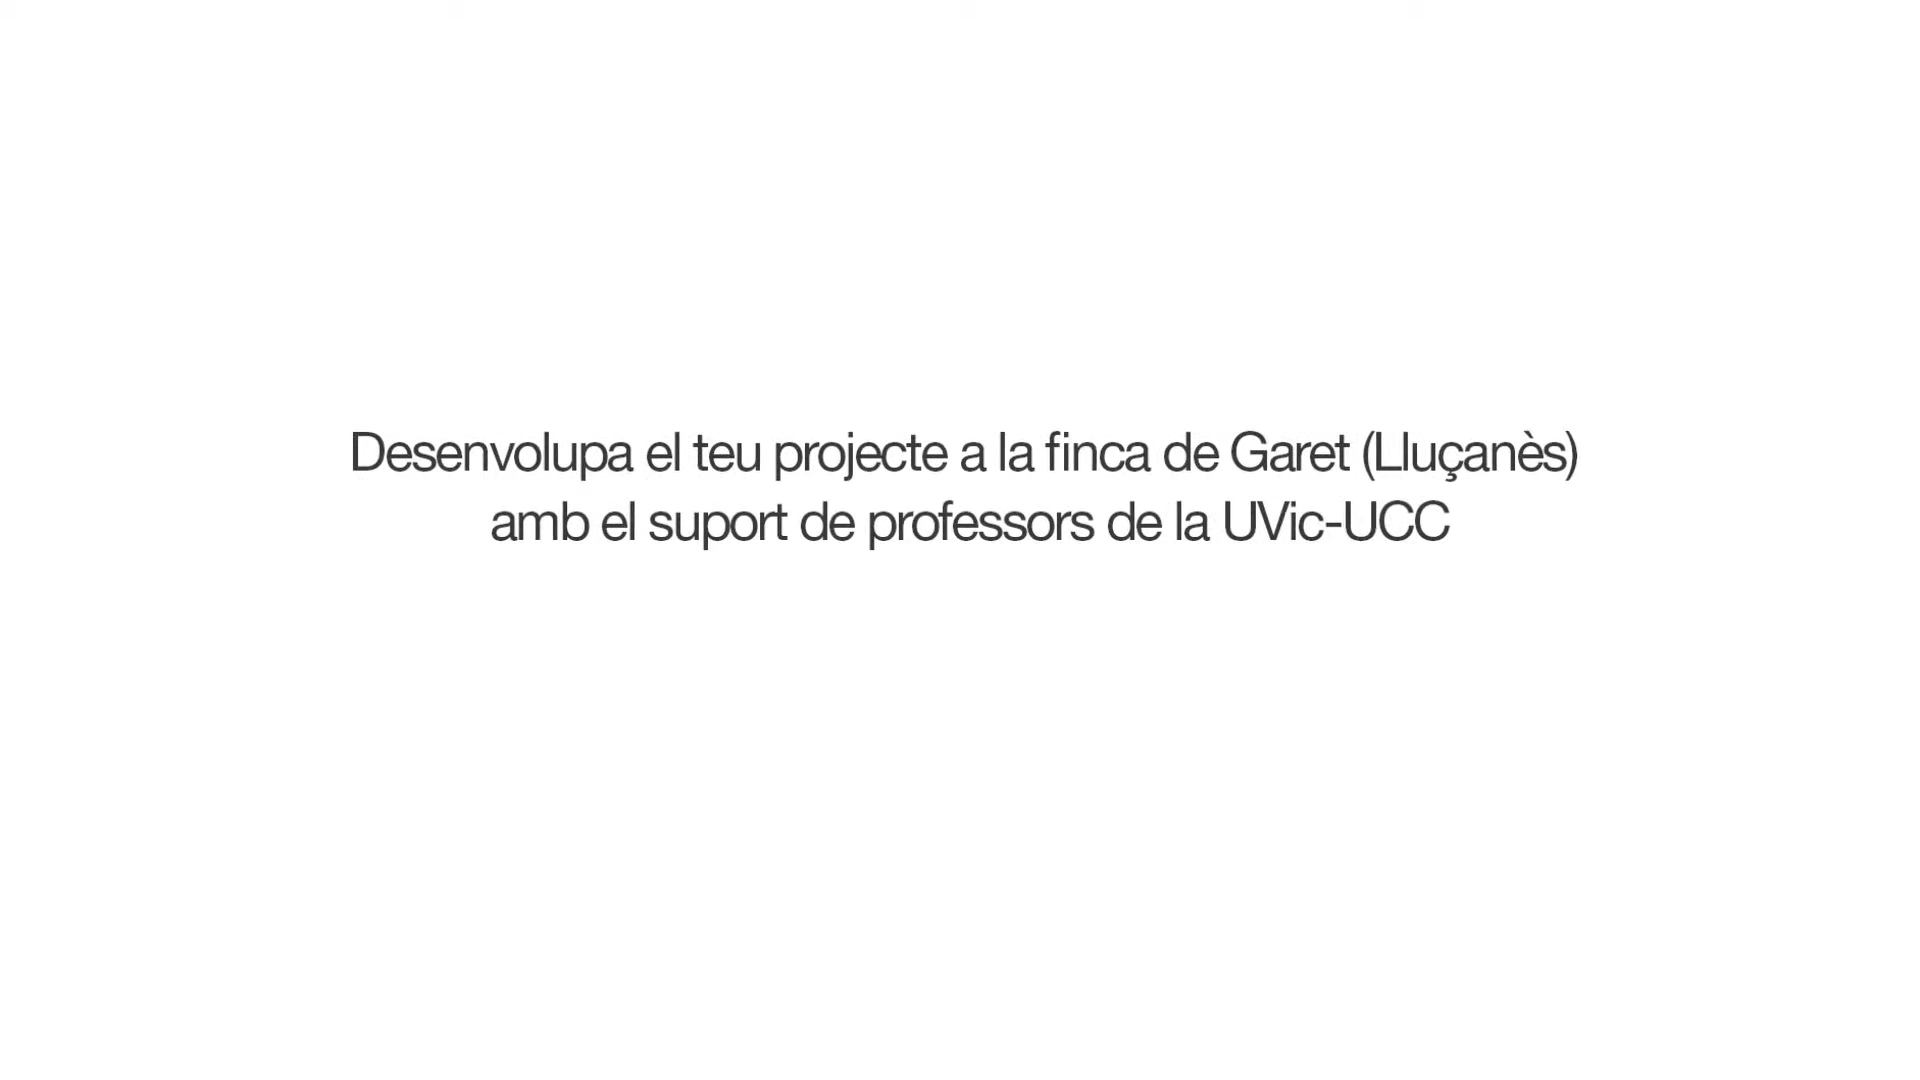 Desenvolupa el teu projecte a la finca de Garet (Lluçanès)
amb el suport de professors de la UVic-UCC